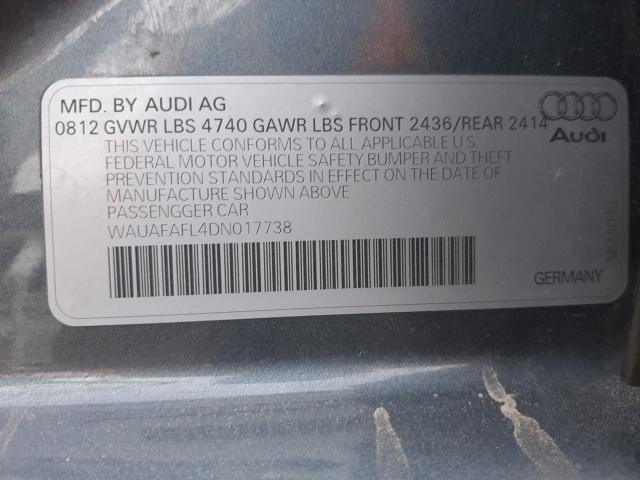 MFD. BY AUDI AG
0812 GVWR LBS 4740 GAWR LBS FRONT 2436/REAR 2414
Audi
THIS VEHICLE CONFORMS TO ALL APPLICABLE U.S
FEDERAL MOTOR VEHICLE SAFETY,BUMPER AND THEFT
PREVENTION STANDARDS IN EFFECT ON THE DATE OF
MANUFACTURE SHOWN ABOVE
PASSENGGER CAR
WAUAFAFL4DN017738
GERMANY